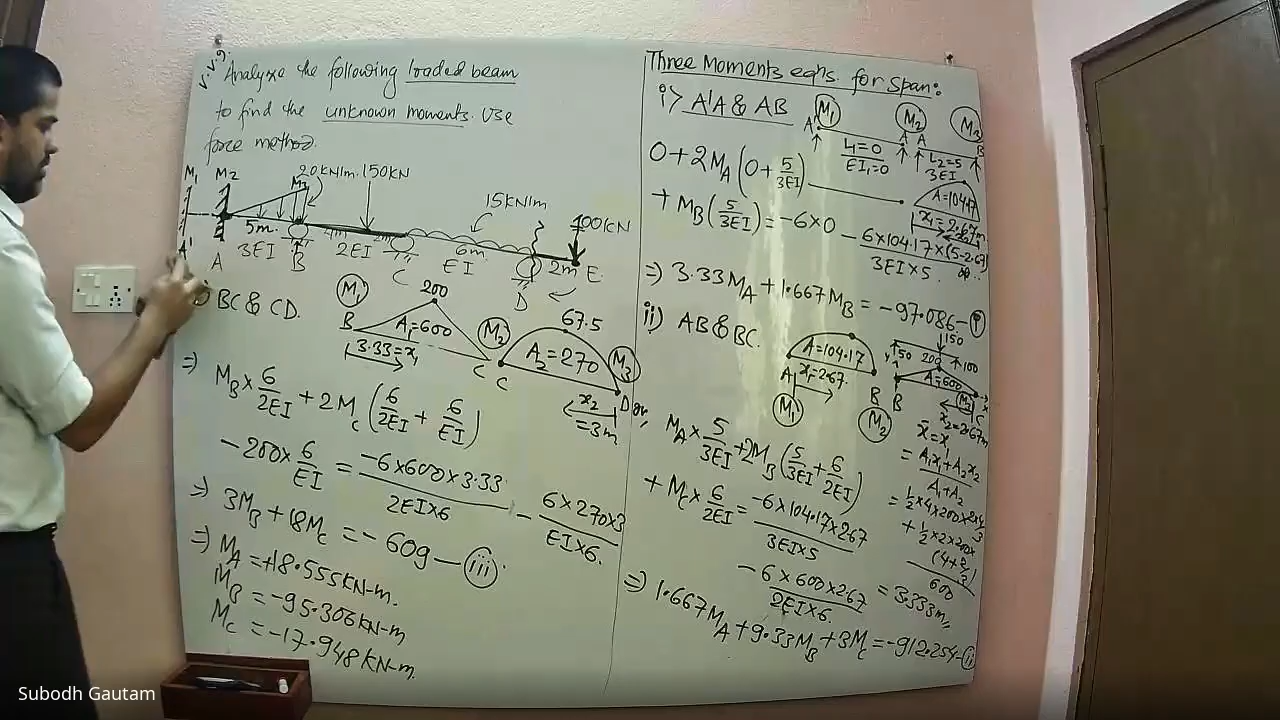 V.V.9.
Analyse the following loaded beam
to find the unknown moments. Use
force method.
M1 M2 20KN/m. 150KN
15KN/m 100KN
5m. 6m 2m E.
3EI 2EI EI
A' A B C D
BC & CD.
M1 200 M2 67.5 M3
B A1=600 C C A2=270 D
3.33=x1 x2 =3m
⇒ MB × 6/2EI + 2Mc (6/2EI + 6/EI)
- 200 × 6/EI = -6×600×3.33/2EI×6 - 6×270×3/EI×6.
⇒ 3MB + 18Mc = -609 — (iii).
⇒ MA = +18.555KN-m.
MB = -95.306KN-m
Mc = -17.948KN-m.
Three Moments eqns. for Span:
i> A'A & AB
M1 M2 M3
A' A A B
L1=0 L2=5
EI1=0 3EI
A=104.17
x1=2.67m
0 + 2MA (0 + 5/3EI)
+ MB (5/3EI) = -6×0 - 6×104.17×(5-2.67)/3EI×5.
⇒ 3.33MA + 1.667MB = -97.086 — (i)
ii) AB & BC.
A=104.17 150
50 200 100
x1=2.67. A=600
A B B C
M1 M2 M3
x2=2.67m
or, MA × 5/3EI + 2MB (5/3EI + 6/2EI)
+ Mc × 6/2EI = -6×104.17×2.67/3EI×5
- 6×600×2.67/2EI×6.
x̄ = x1
= A1x1+A2x2/A1+A2
= ½×4×200×2×4/3
+ ½×2×200×
(4+2/3)
600
= 3.333m,
⇒ 1.667MA + 9.33MB + 3Mc = -912.254 — (ii)
Subodh Gautam